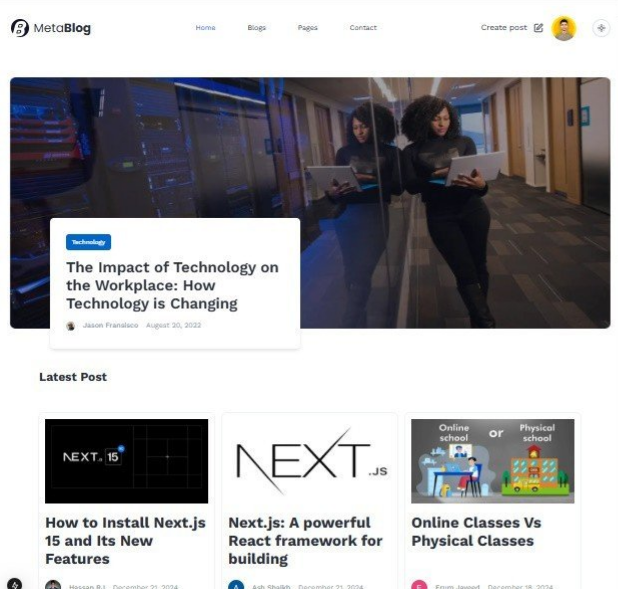 MetaBlog
Home
Blogs
Pages
Contact
Create post
Technology
The Impact of Technology on
the Workplace: How
Technology is Changing
Jason Fransisco August 20, 2022
Latest Post
NEXT.js 15
NEXT.JS
Online school or Physical school
How to Install Next.js
15 and Its New
Features
Next.js: A powerful
React framework for
building
Online Classes Vs
Physical Classes
Hassan R.I December 21, 2024
Ash Sheikh December 21, 2024
Emom Jawwad December 18, 2024